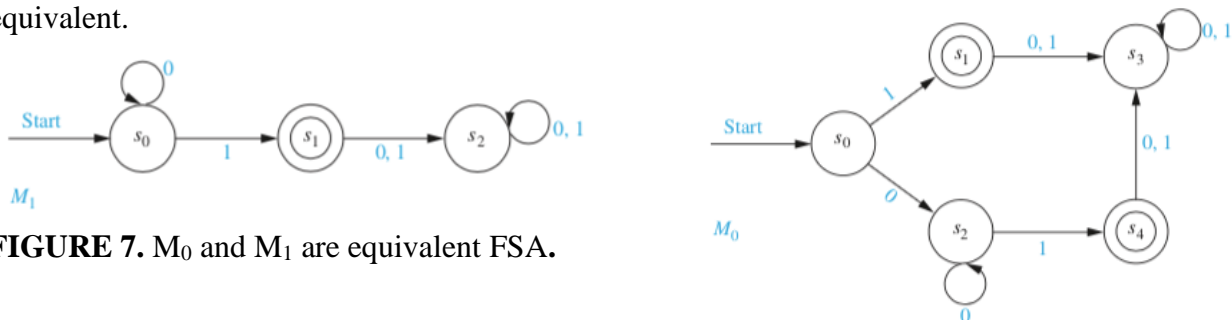 equivalent.
0
Start
s0
1
s1
0, 1
s2
0, 1
M1
FIGURE 7. M0 and M1 are equivalent FSA.
Start
s0
1
s1
0, 1
s3
0, 1
0
s2
0
1
s4
0, 1
M0